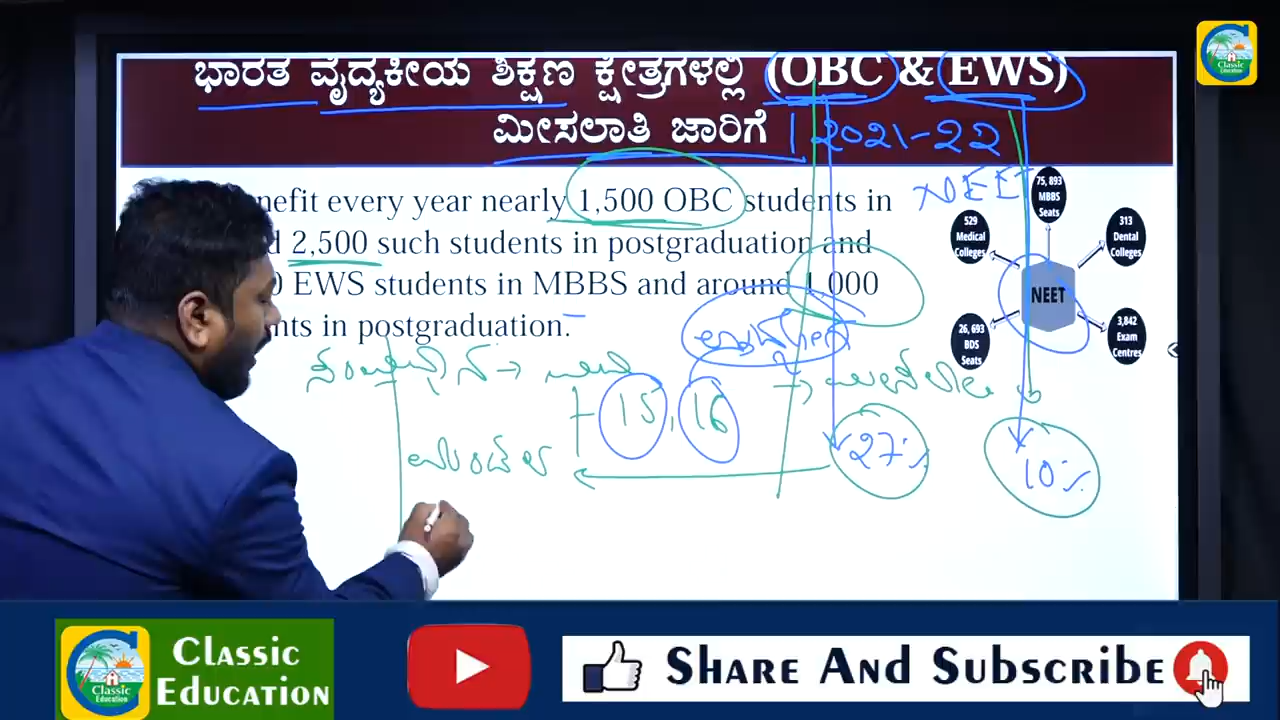 ಭಾರತ ವೈದ್ಯಕೀಯ ಶಿಕ್ಷಣ ಕ್ಷೇತ್ರಗಳಲ್ಲಿ (OBC & EWS)
ಮೀಸಲಾತಿ ಜಾರಿಗೆ | 2021-22
nefit every year nearly 1,500 OBC students in
2,500 such students in postgraduation and
0 EWS students in MBBS and around 1,000
nts in postgraduation.
NEET
75,893 MBBS Seats
529 Medical Colleges
313 Dental Colleges
NEET
26,693 BDS Seats
3,842 Exam Centres
15, 16
27%
10%
Classic
Classic Education
Classic
Education
Share And Subscribe